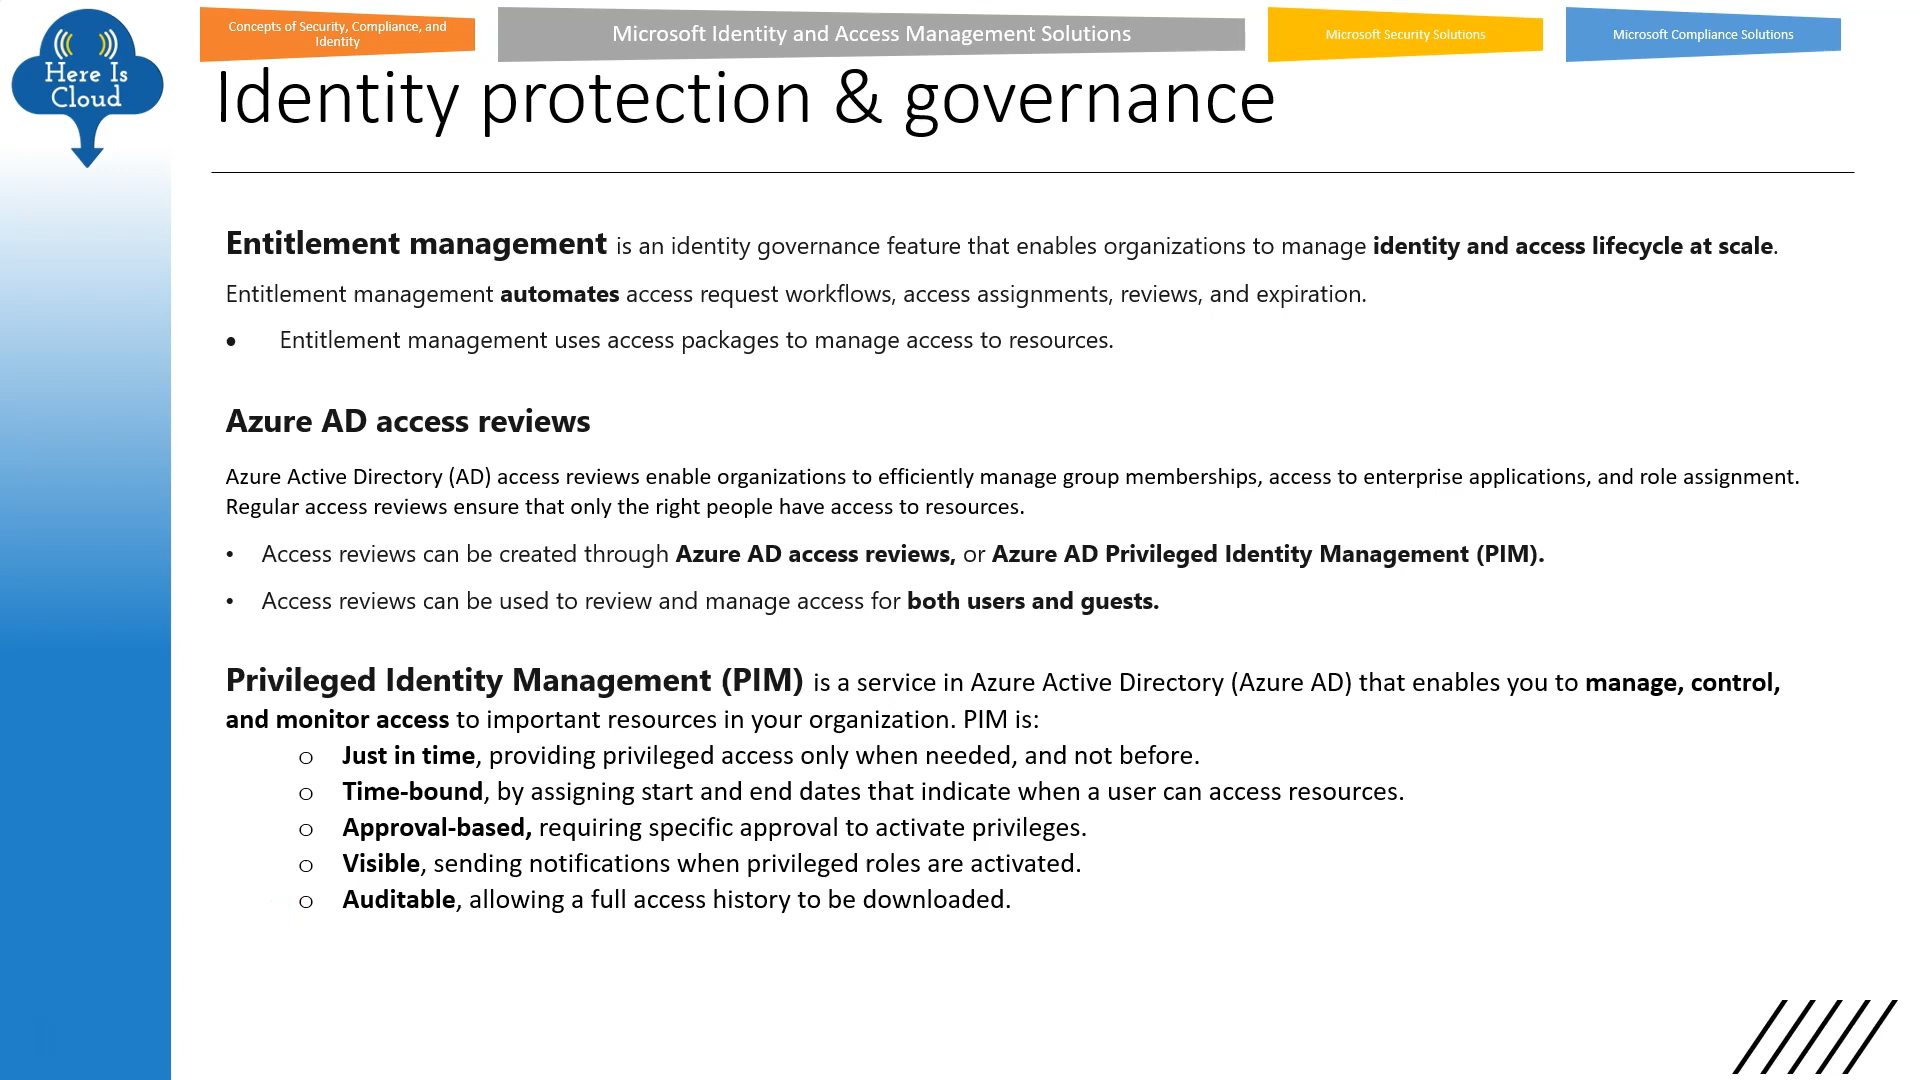 Here Is
Cloud
Concepts of Security, Compliance, and
Identity
Microsoft Identity and Access Management Solutions
Microsoft Security Solutions
Microsoft Compliance Solutions
Identity protection & governance
Entitlement management is an identity governance feature that enables organizations to manage identity and access lifecycle at scale.
Entitlement management automates access request workflows, access assignments, reviews, and expiration.
• Entitlement management uses access packages to manage access to resources.
Azure AD access reviews
Azure Active Directory (AD) access reviews enable organizations to efficiently manage group memberships, access to enterprise applications, and role assignment.
Regular access reviews ensure that only the right people have access to resources.
• Access reviews can be created through Azure AD access reviews, or Azure AD Privileged Identity Management (PIM).
• Access reviews can be used to review and manage access for both users and guests.
Privileged Identity Management (PIM) is a service in Azure Active Directory (Azure AD) that enables you to manage, control,
and monitor access to important resources in your organization. PIM is:
o Just in time, providing privileged access only when needed, and not before.
o Time-bound, by assigning start and end dates that indicate when a user can access resources.
o Approval-based, requiring specific approval to activate privileges.
o Visible, sending notifications when privileged roles are activated.
o Auditable, allowing a full access history to be downloaded.